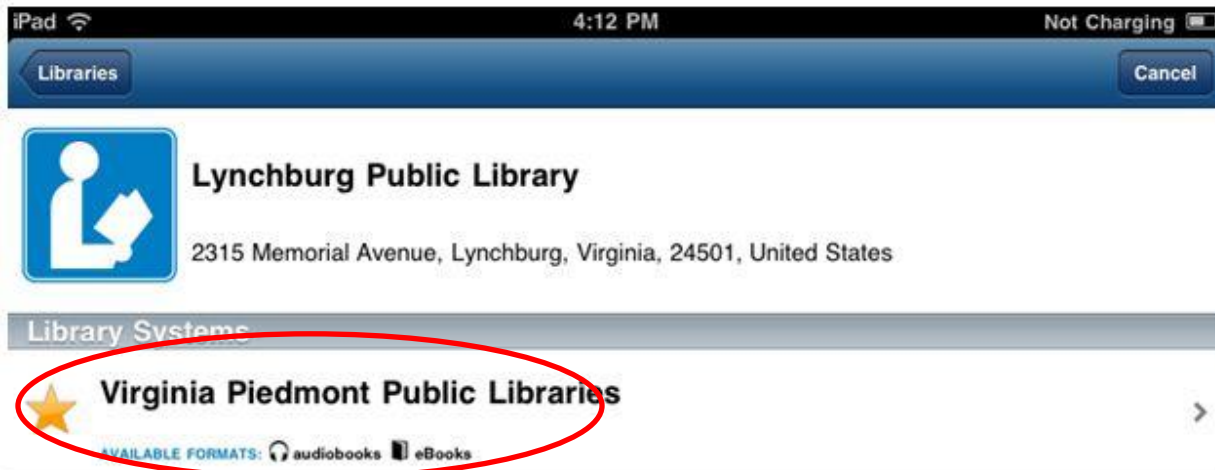 iPad 4:12 PM Not Charging
Libraries Cancel
Lynchburg Public Library
2315 Memorial Avenue, Lynchburg, Virginia, 24501, United States
Library Systems
Virginia Piedmont Public Libraries
AVAILABLE FORMATS: audiobooks eBooks